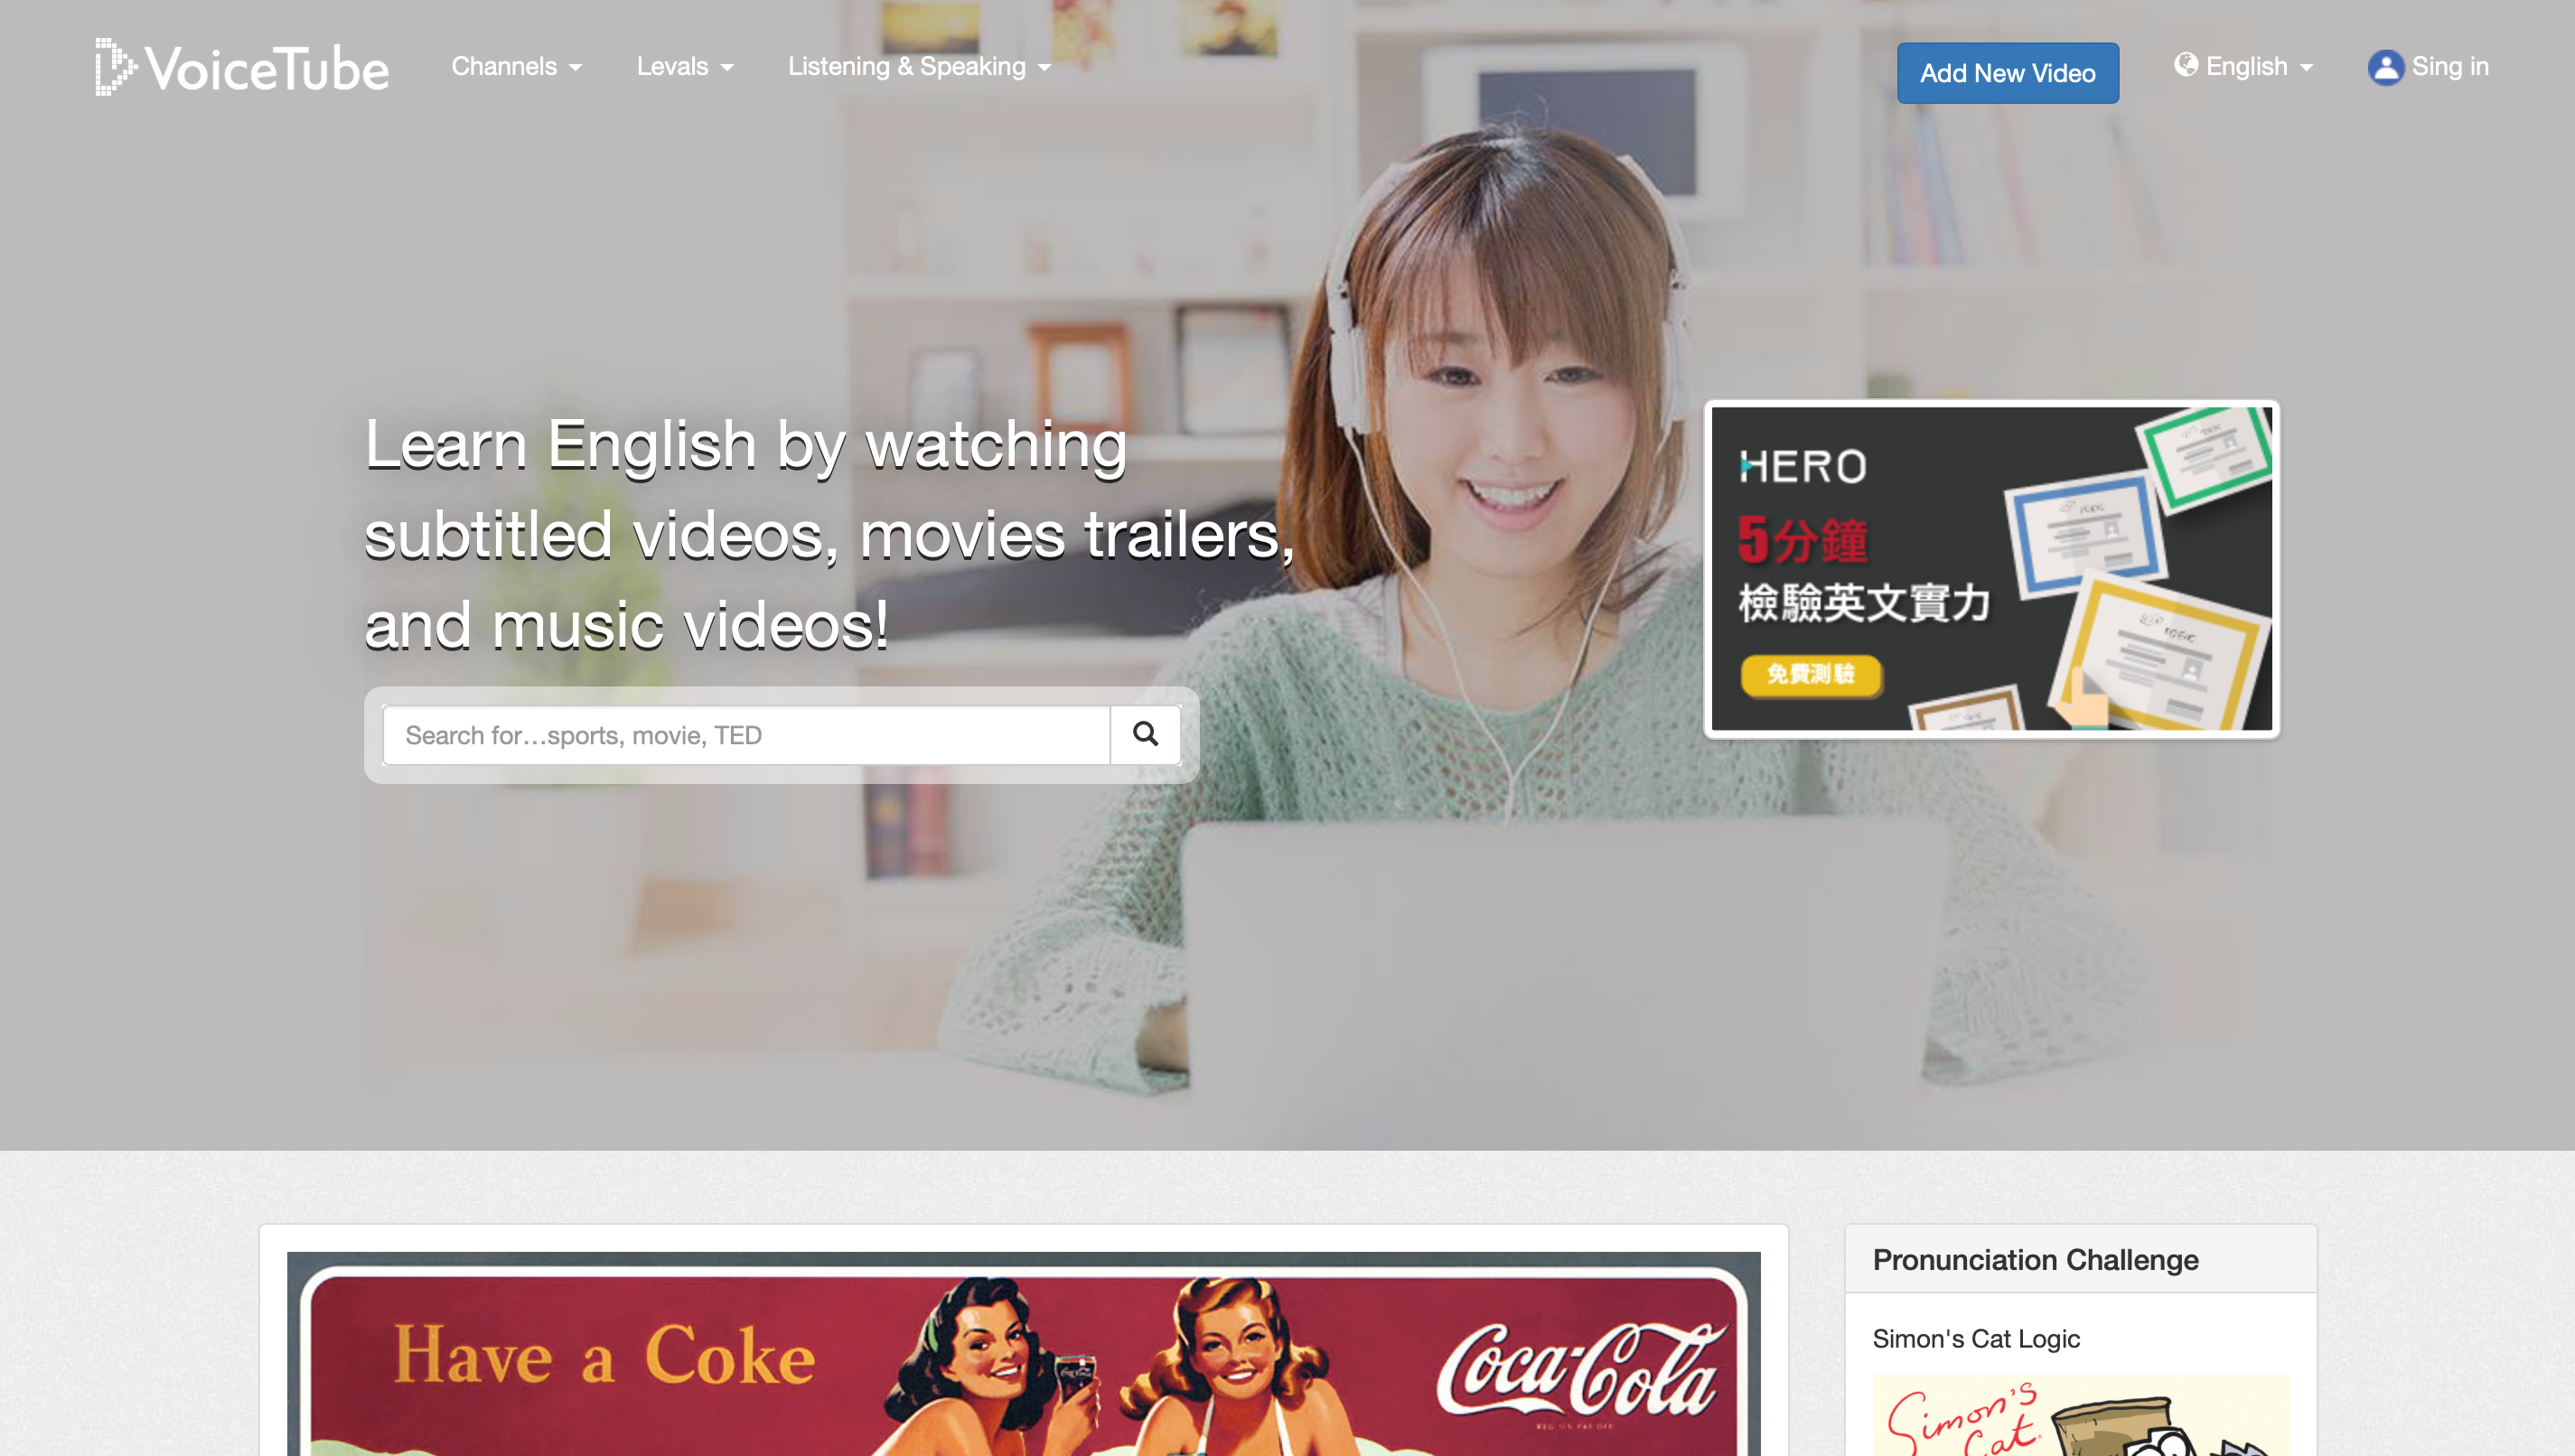 VoiceTube
Channels
Levals
Listening & Speaking
Add New Video
English
Sing in
Learn English by watching
subtitled videos, movies trailers,
and music videos!
Search for...sports, movie, TED
HERO
5分鐘
檢驗英文實力
免費測驗
TOEIC
Have a Coke
Coca-Cola
Pronunciation Challenge
Simon's Cat Logic
Simon's
Cat